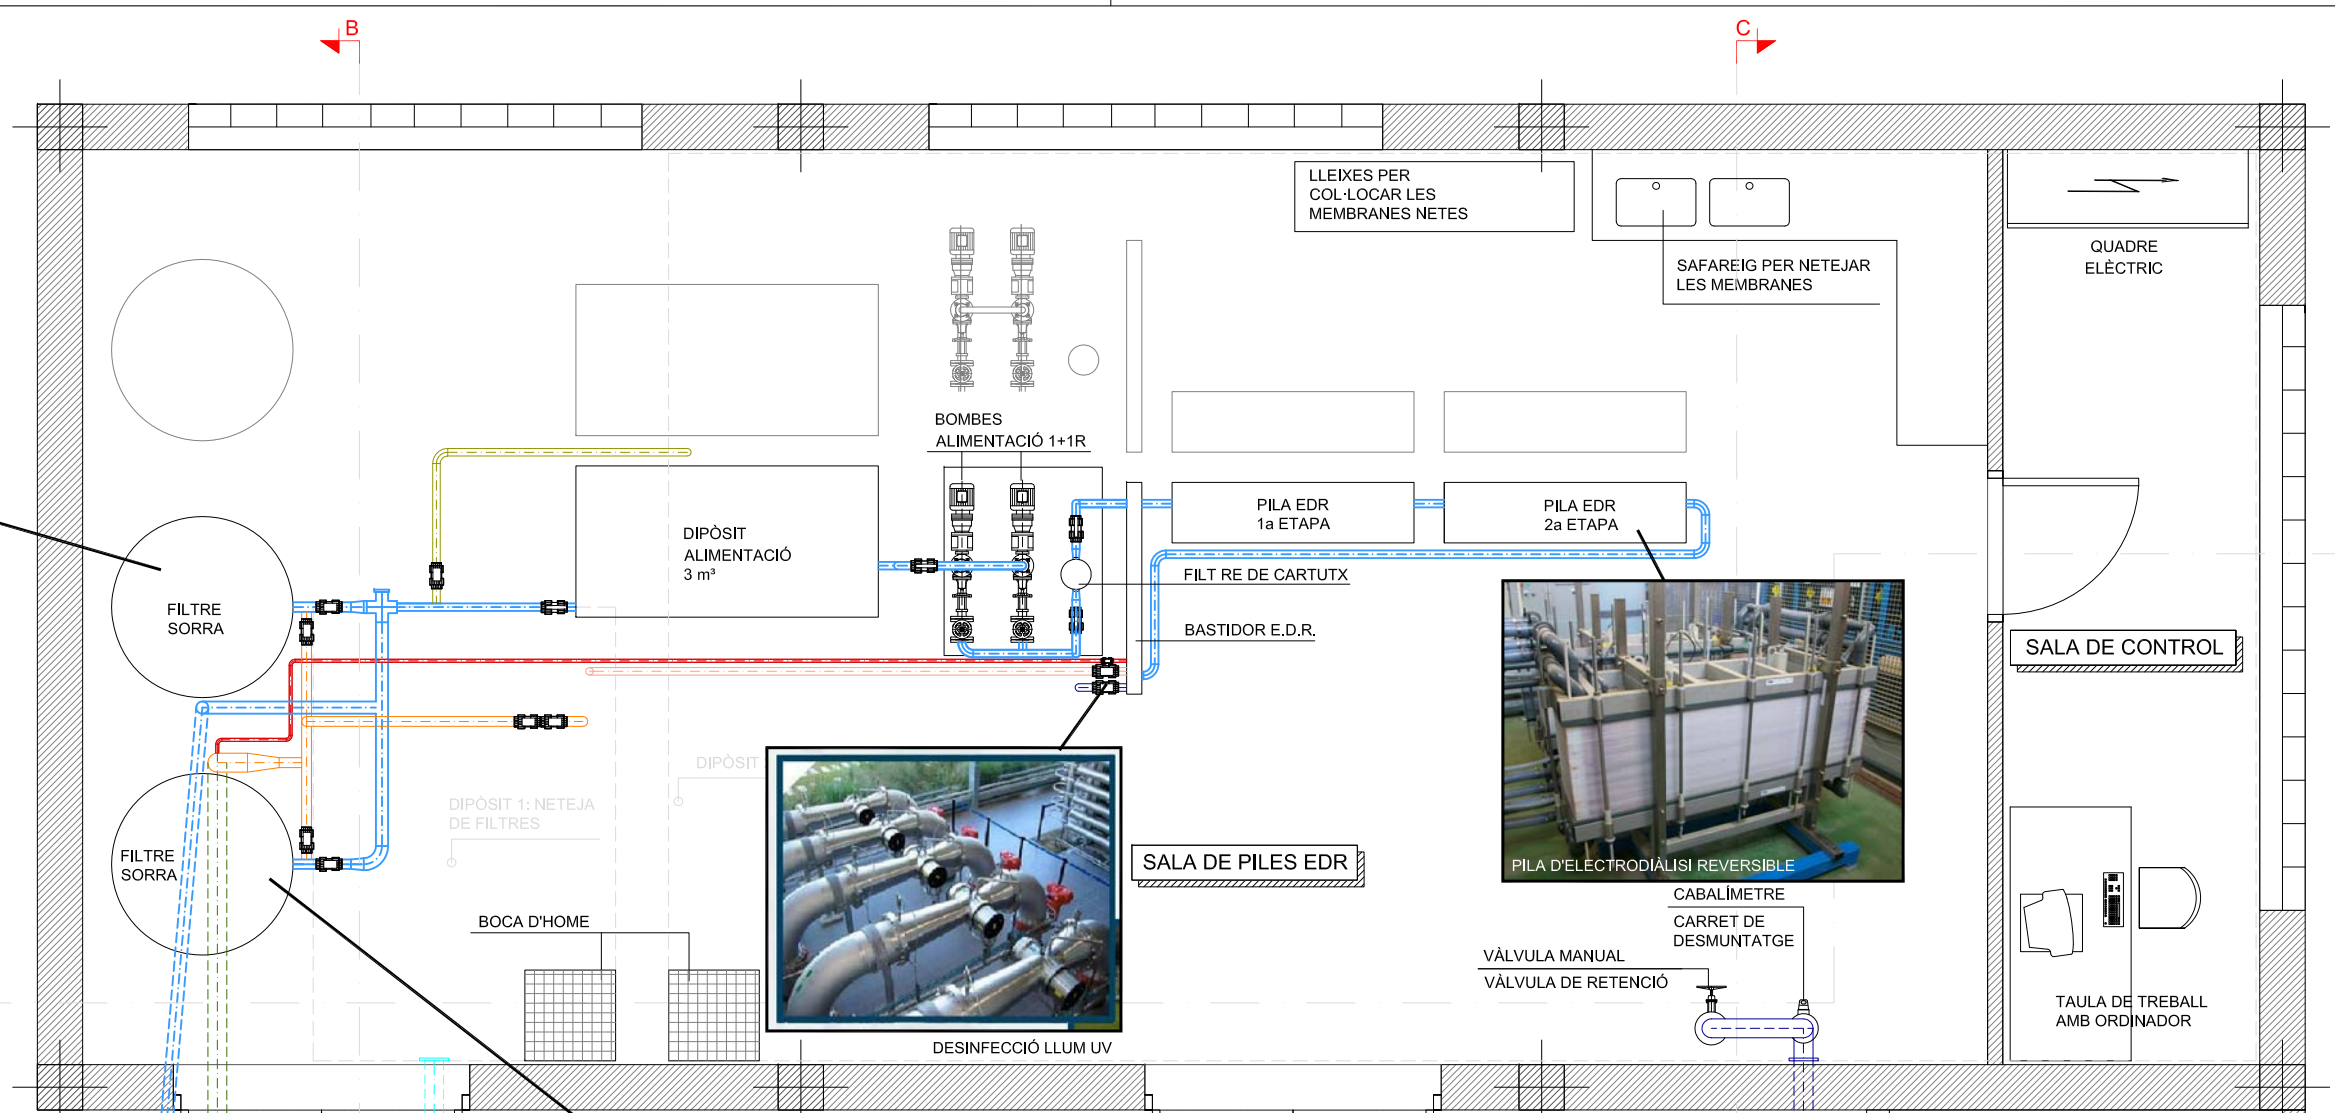 B
C
LLEIXES PER
COL·LOCAR LES
MEMBRANES NETES
SAFAREIG PER NETEJAR
LES MEMBRANES
QUADRE
ELÈCTRIC
BOMBES
ALIMENTACIÓ 1+1R
DIPÒSIT
ALIMENTACIÓ
3 m³
PILA EDR
1a ETAPA
PILA EDR
2a ETAPA
FILT RE DE CARTUTX
BASTIDOR E.D.R.
FILTRE
SORRA
SALA DE CONTROL
DIPÒSIT
DIPÒSIT 1: NETEJA
DE FILTRES
FILTRE
SORRA
SALA DE PILES EDR
PILA D'ELECTRODIÀLISI REVERSIBLE
CABALÍMETRE
CARRET DE
DESMUNTATGE
BOCA D'HOME
VÀLVULA MANUAL
VÀLVULA DE RETENCIÓ
TAULA DE TREBALL
AMB ORDINADOR
DESINFECCIÓ LLUM UV